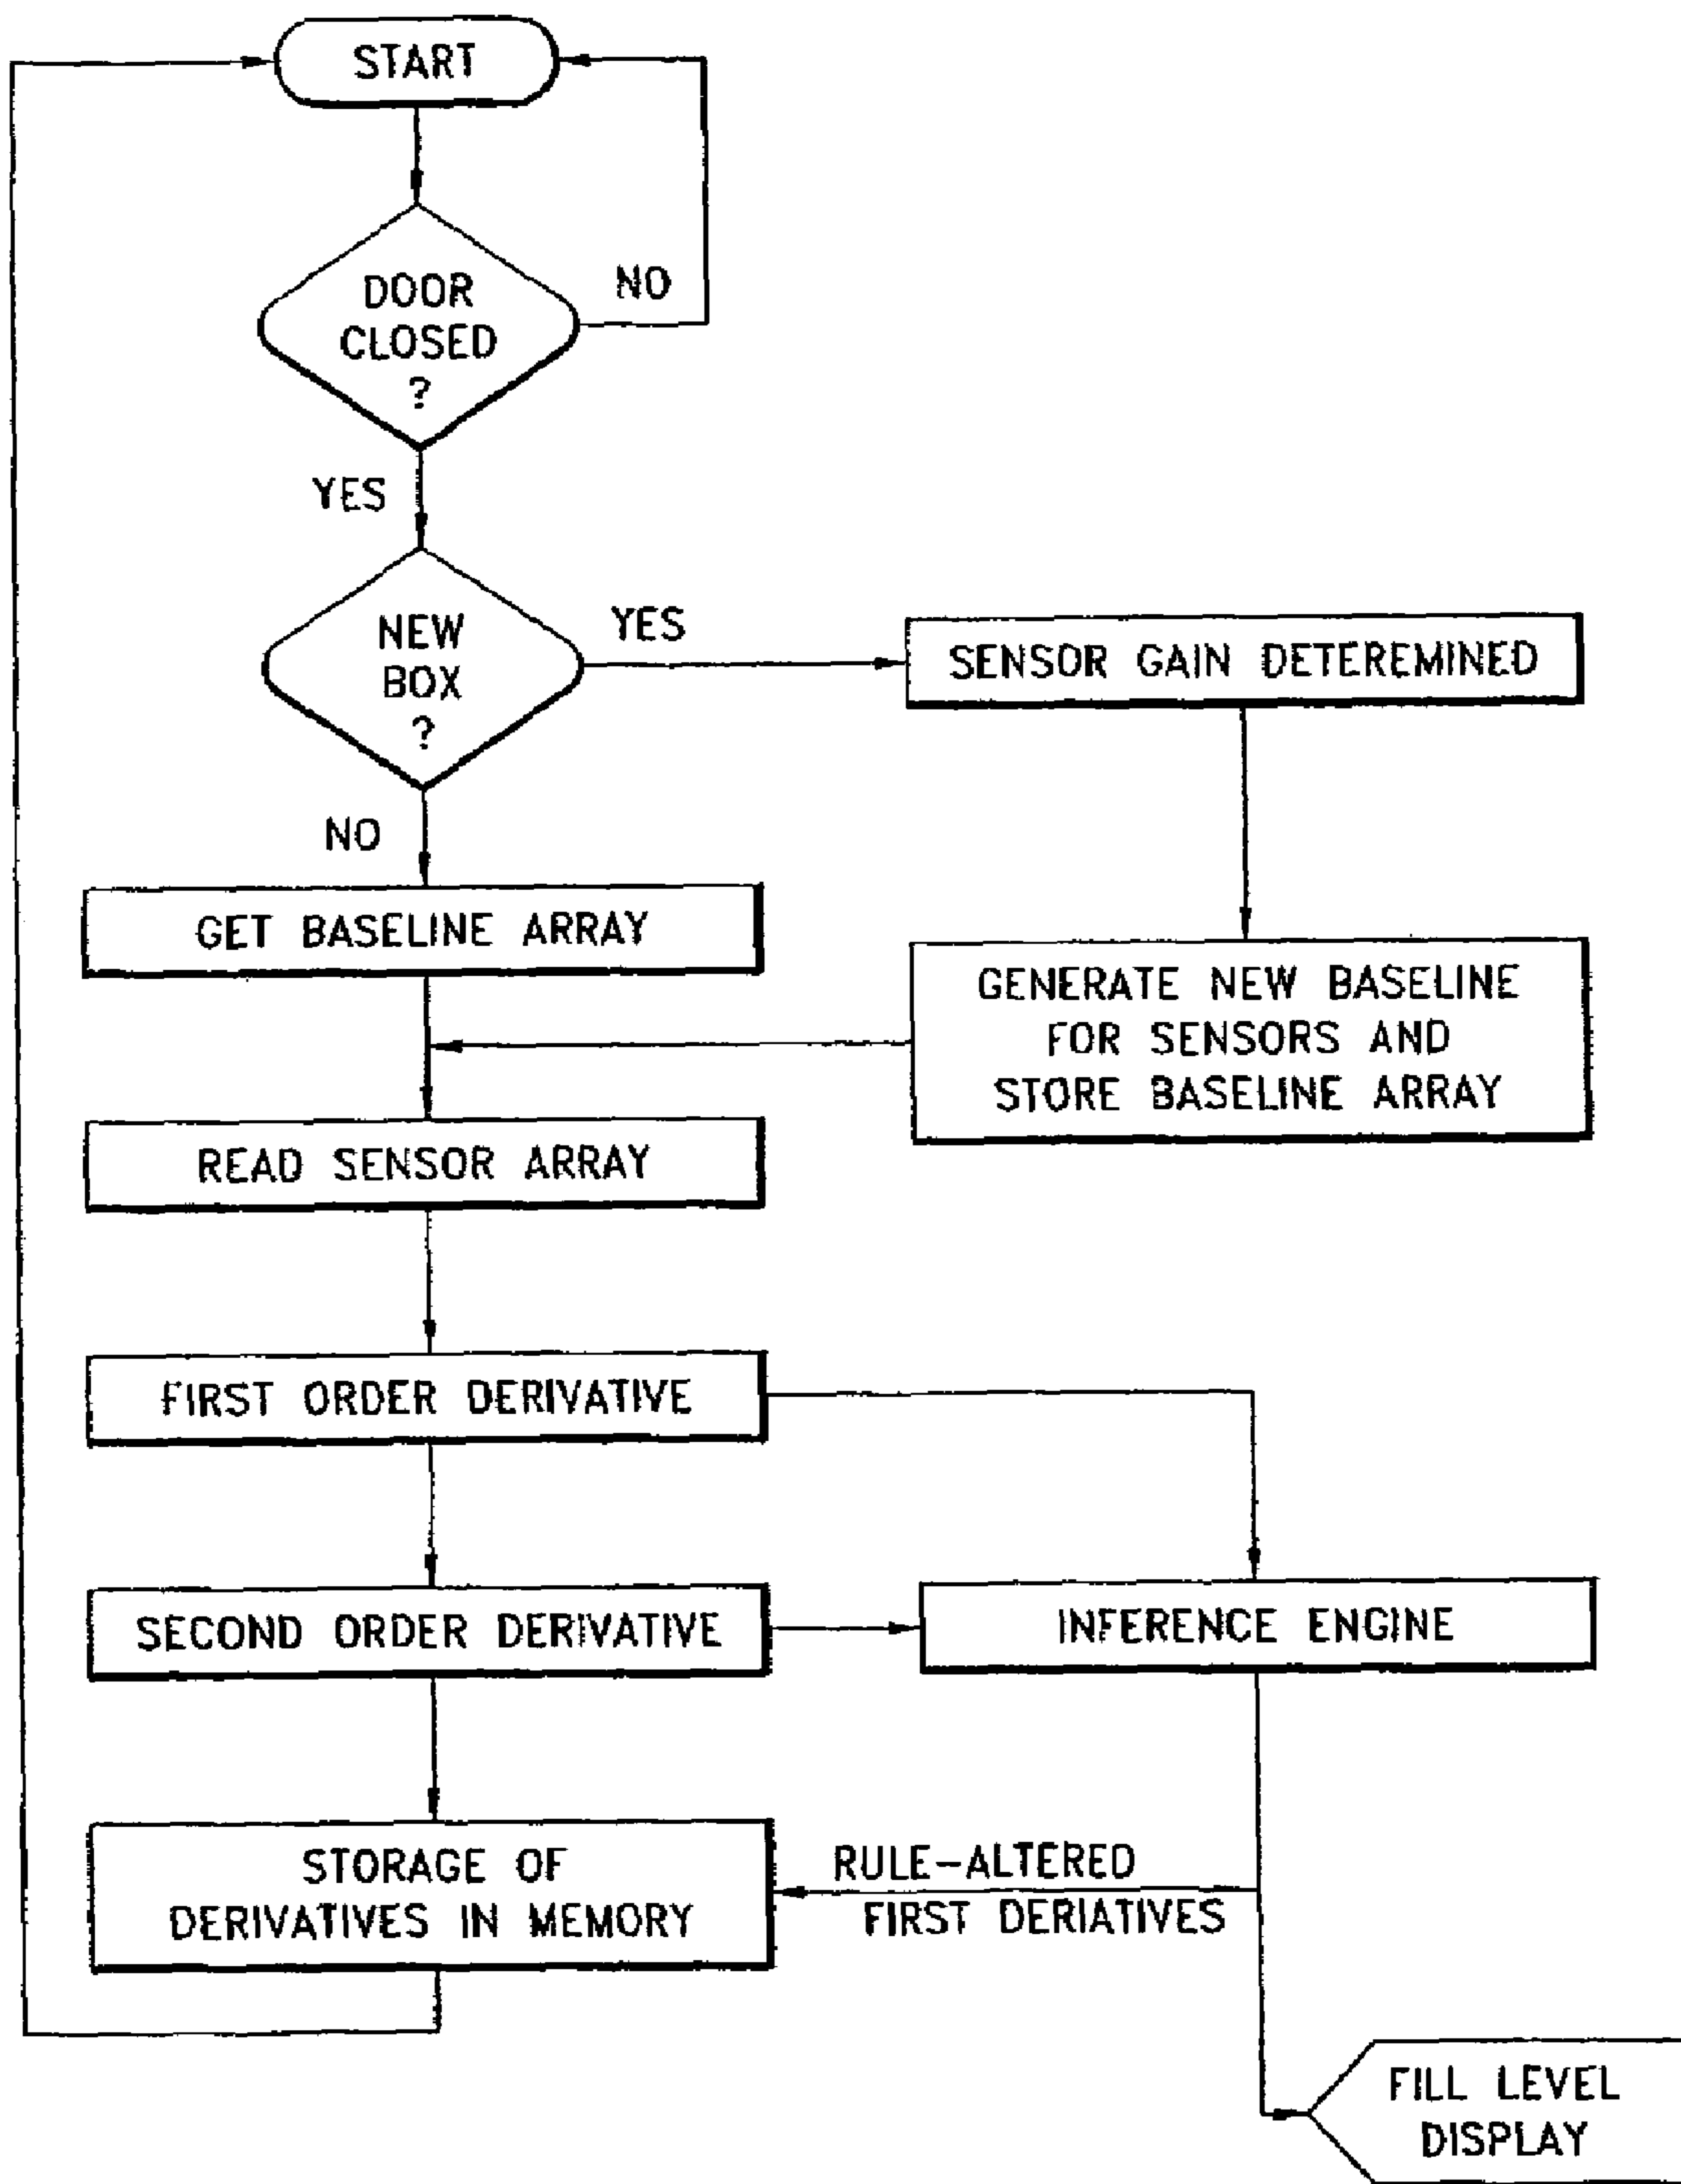 START
DOOR
CLOSED
?
NO
YES
NEW
BOX
?
YES
NO
SENSOR GAIN DETEREMINED
GET BASELINE ARRAY
GENERATE NEW BASELINE
FOR SENSORS AND
STORE BASELINE ARRAY
READ SENSOR ARRAY
FIRST ORDER DERIVATIVE
SECOND ORDER DERIVATIVE
INFERENCE ENGINE
STORAGE OF
DERIVATIVES IN MEMORY
RULE-ALTERED
FIRST DERIATIVES
FILL LEVEL
DISPLAY